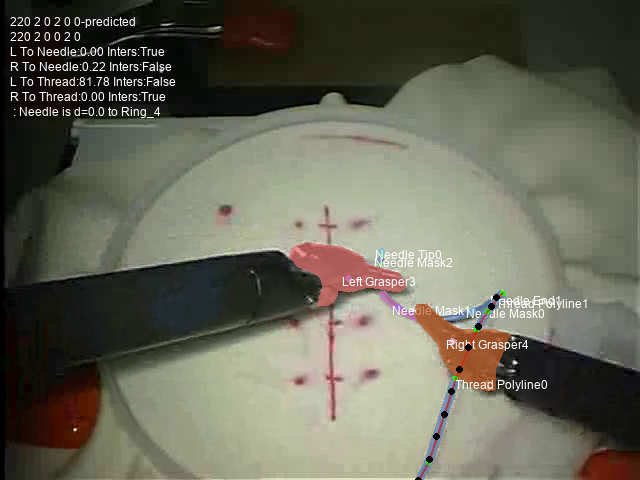 220 2 0 2 0 0-predicted
220 2 0 0 2 0
L To Needle:0.00 Inters:True
R To Needle:0.22 Inters:False
L To Thread:81.78 Inters:False
R To Thread:0.00 Inters:True
: Needle is d=0.0 to Ring_4
Needle Tip0
Needle Mask2
Left Grasper3
Needle End1
Thread Polyline1
Needle Mask1
Needle Mask0
Right Grasper4
Thread Polyline0